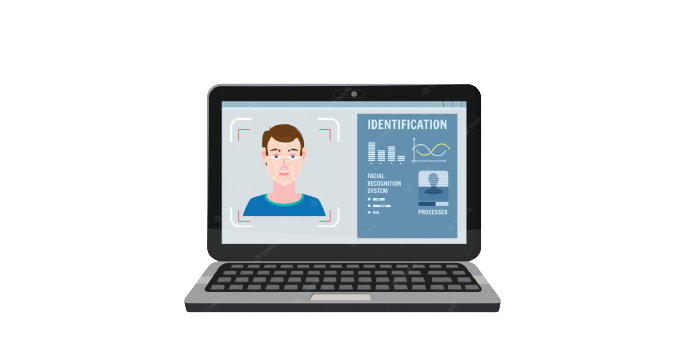 IDENTIFICATION
FACIAL
RECOGNITION
SYSTEM
PROCESSED